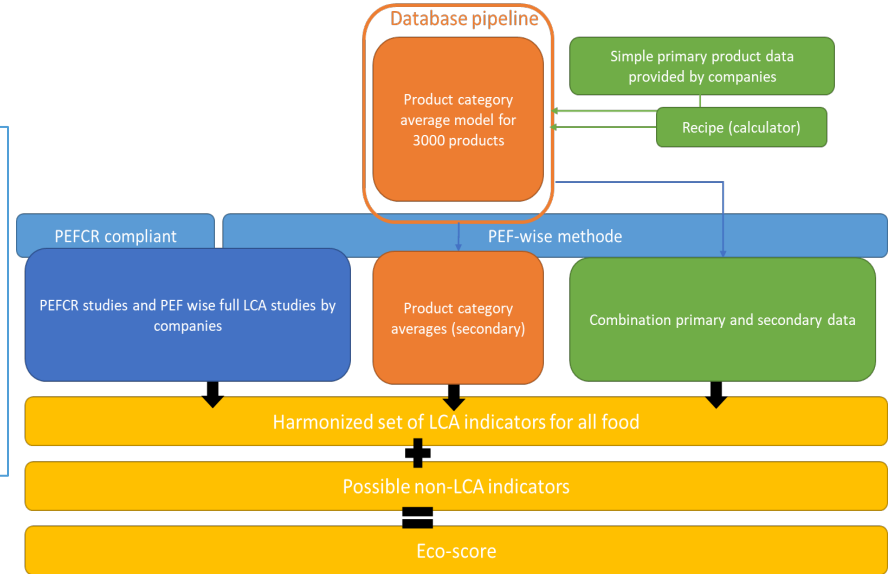 Database pipeline
Product category
average model for
3000 products
Simple primary product data
provided by companies
Recipe (calculator)
PEFCR compliant
PEF-wise methode
PEFCR studies and PEF wise full LCA studies by
companies
Product category
averages (secondary)
Combination primary and secondary data
Harmonized set of LCA indicators for all food
Possible non-LCA indicators
Eco-score